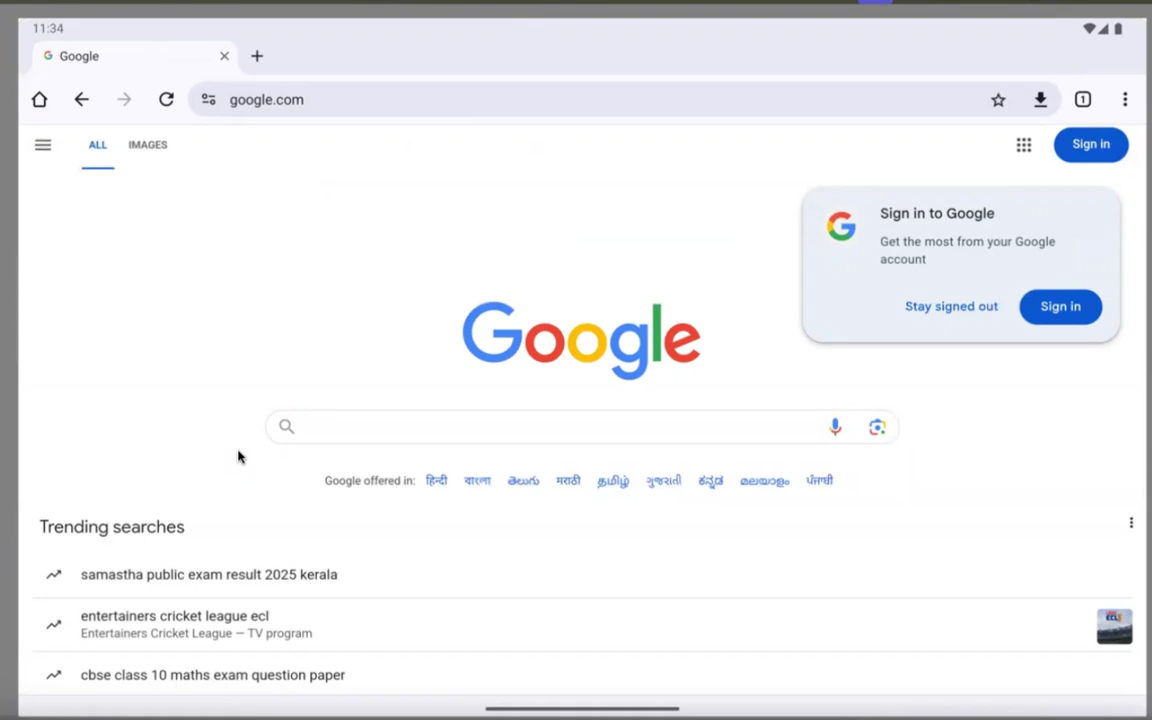 11:34
Google
google.com
1
ALL IMAGES
Sign in
Sign in to Google
Get the most from your Google
account
Stay signed out Sign in
Google
Google offered in: हिन्दी বাংলা తెలుగు मराठी தமிழ் ગુજરાતી ಕನ್ನಡ മലയാളം ਪੰਜਾਬੀ
Trending searches
samastha public exam result 2025 kerala
entertainers cricket league ecl
Entertainers Cricket League — TV program
cbse class 10 maths exam question paper